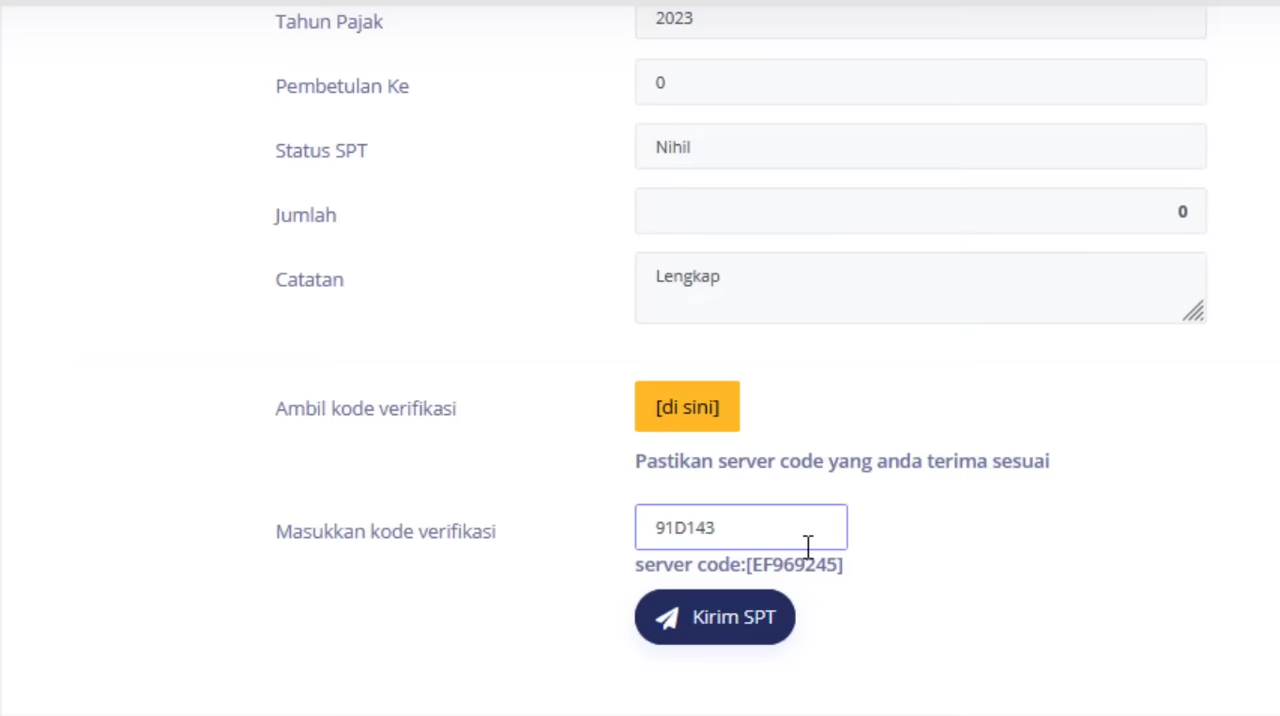 Tahun Pajak
2023
Pembetulan Ke
0
Status SPT
Nihil
Jumlah
0
Catatan
Lengkap
Ambil kode verifikasi
[di sini]
Pastikan server code yang anda terima sesuai
Masukkan kode verifikasi
91D143
server code:[EF969245]
Kirim SPT